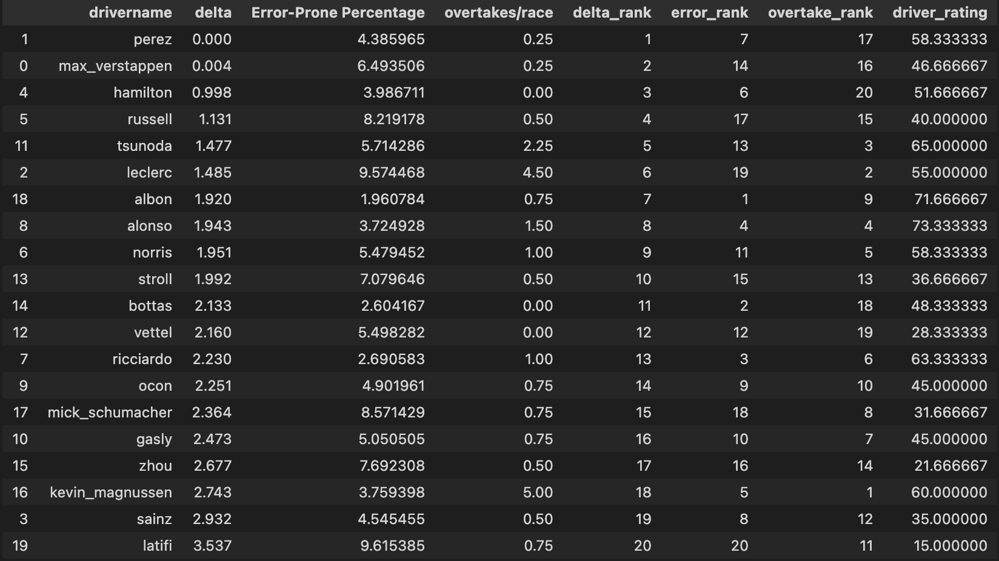 drivername delta Error-Prone Percentage overtakes/race delta_rank error_rank overtake_rank driver_rating
1 perez 0.000 4.385965 0.25 1 7 17 58.333333
0 max_verstappen 0.004 6.493506 0.25 2 14 16 46.666667
4 hamilton 0.998 3.986711 0.00 3 6 20 51.666667
5 russell 1.131 8.219178 0.50 4 17 15 40.000000
11 tsunoda 1.477 5.714286 2.25 5 13 3 65.000000
2 leclerc 1.485 9.574468 4.50 6 19 2 55.000000
18 albon 1.920 1.960784 0.75 7 1 9 71.666667
8 alonso 1.943 3.724928 1.50 8 4 4 73.333333
6 norris 1.951 5.479452 1.00 9 11 5 58.333333
13 stroll 1.992 7.079646 0.50 10 15 13 36.666667
14 bottas 2.133 2.604167 0.00 11 2 18 48.333333
12 vettel 2.160 5.498282 0.00 12 12 19 28.333333
7 ricciardo 2.230 2.690583 1.00 13 3 6 63.333333
9 ocon 2.251 4.901961 0.75 14 9 10 45.000000
17 mick_schumacher 2.364 8.571429 0.75 15 18 8 31.666667
10 gasly 2.473 5.050505 0.75 16 10 7 45.000000
15 zhou 2.677 7.692308 0.50 17 16 14 21.666667
16 kevin_magnussen 2.743 3.759398 5.00 18 5 1 60.000000
3 sainz 2.932 4.545455 0.50 19 8 12 35.000000
19 latifi 3.537 9.615385 0.75 20 20 11 15.000000